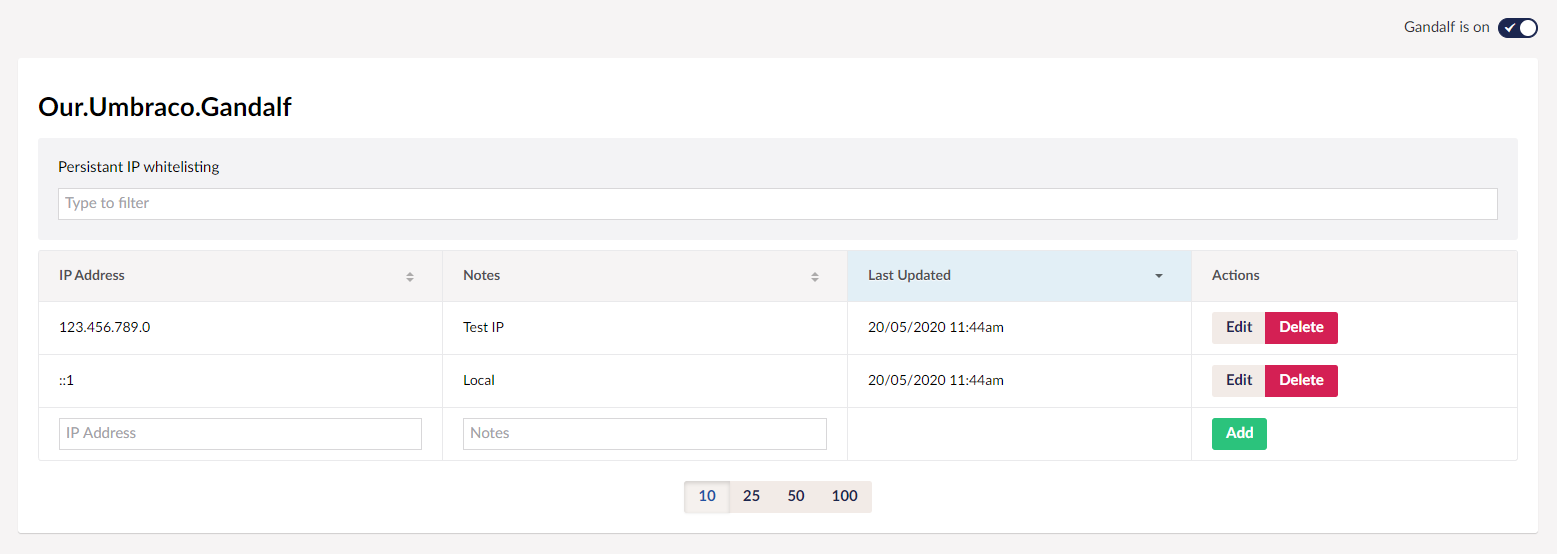 Gandalf is on
Our.Umbraco.Gandalf
Persistant IP whitelisting
Type to filter
IP Address Notes Last Updated Actions
123.456.789.0 Test IP 20/05/2020 11:44am Edit Delete
::1 Local 20/05/2020 11:44am Edit Delete
IP Address Notes Add
10 25 50 100